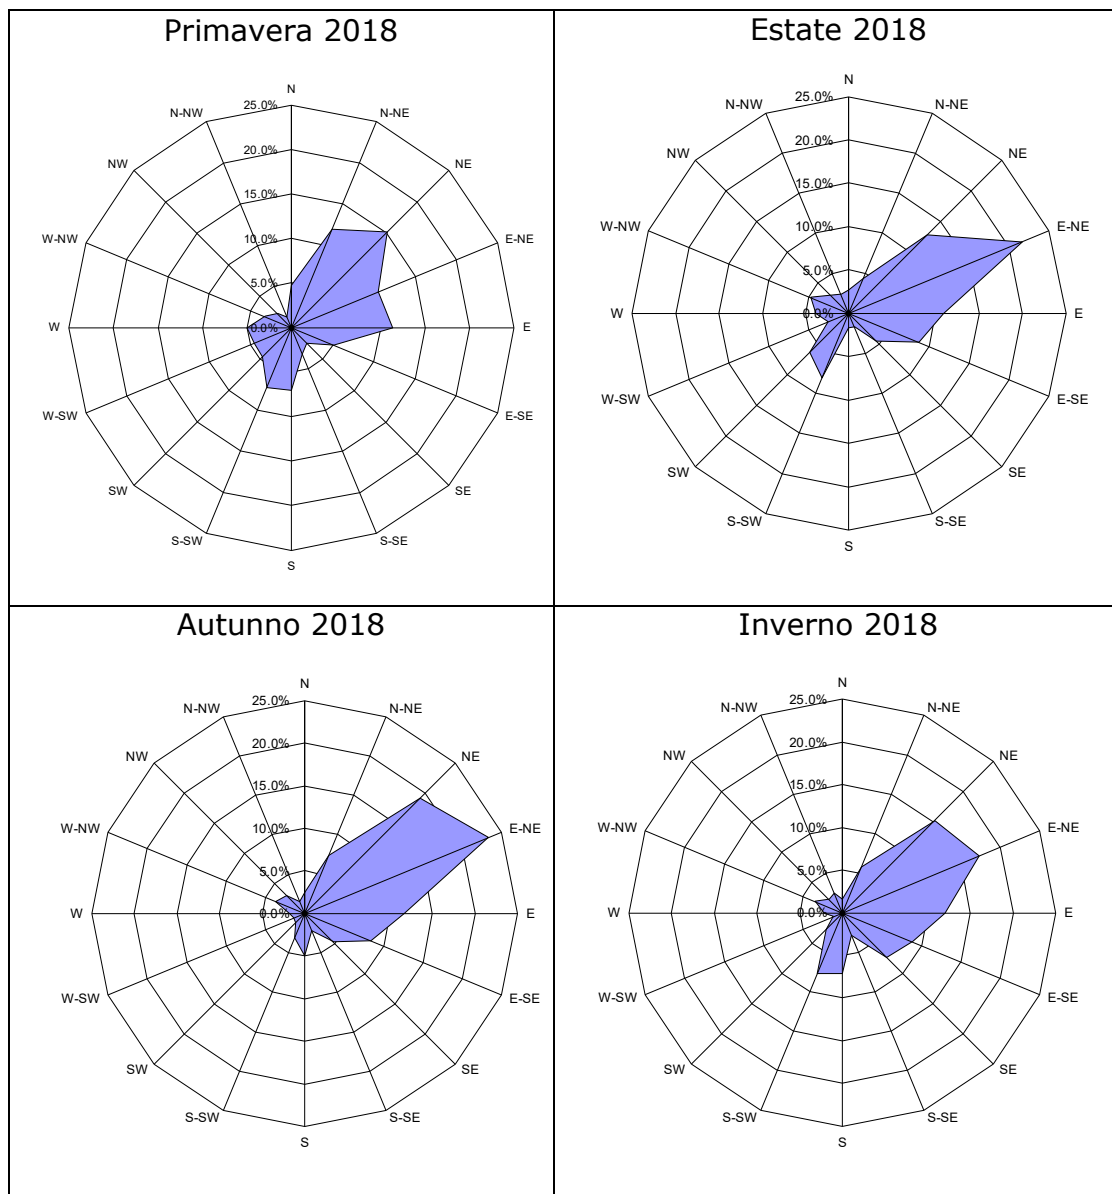 Primavera 2018
N
N-NE
NE
E-NE
E
E-SE
SE
S-SE
S
S-SW
SW
W-SW
W
W-NW
NW
N-NW
25.0%
20.0%
15.0%
10.0%
5.0%
0.0%
Estate 2018
N
N-NE
NE
E-NE
E
E-SE
SE
S-SE
S
S-SW
SW
W-SW
W
W-NW
NW
N-NW
25.0%
20.0%
15.0%
10.0%
5.0%
0.0%
Autunno 2018
N
N-NE
NE
E-NE
E
E-SE
SE
S-SE
S
S-SW
SW
W-SW
W
W-NW
NW
N-NW
25.0%
20.0%
15.0%
10.0%
5.0%
0.0%
Inverno 2018
N
N-NE
NE
E-NE
E
E-SE
SE
S-SE
S
S-SW
SW
W-SW
W
W-NW
NW
N-NW
25.0%
20.0%
15.0%
10.0%
5.0%
0.0%